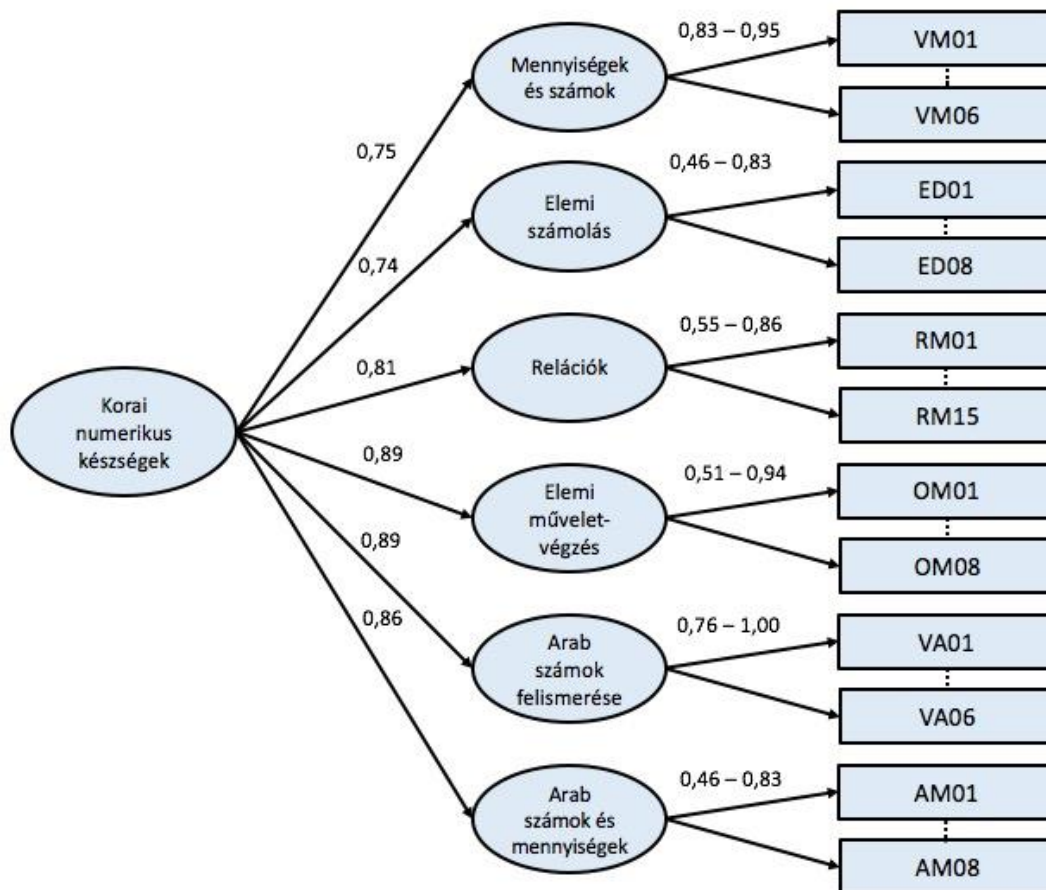 0,83 – 0,95
VM01
Mennyiségek
és számok
VM06
0,75
0,46 – 0,83
ED01
Elemi
számolás
0,74
ED08
0,55 – 0,86
RM01
0,81
Relációk
RM15
Korai
numerikus
készségek
0,89
0,51 – 0,94
OM01
Elemi
művelet-
végzés
0,89
OM08
0,86
0,76 – 1,00
VA01
Arab
számok
felismerése
VA06
0,46 – 0,83
AM01
Arab
számok és
mennyiségek
AM08